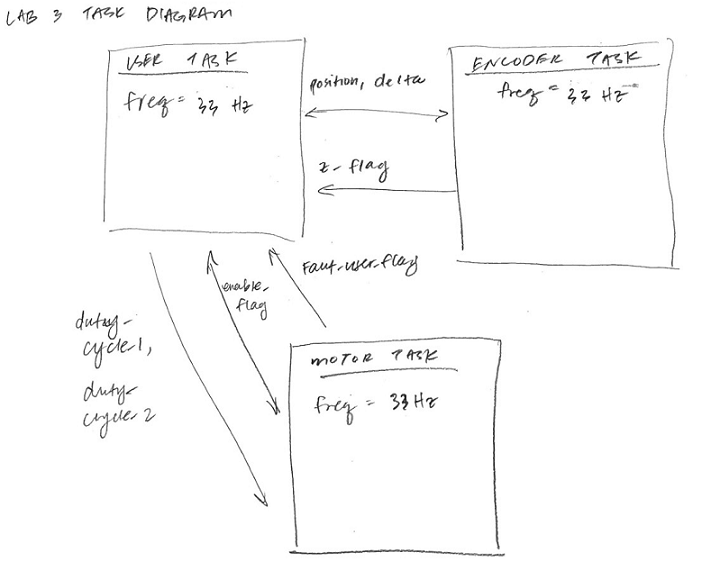 LAB 3 TASK DIAGRAM
USER TASK
freq = 33 Hz
position, delta
z-flag
ENCODER TASK
freq = 33 Hz
enable-
flag
Faut-user-flag
duty-
cycle-1,
duty-
cycle-2
MOTOR TASK
freq = 33 Hz